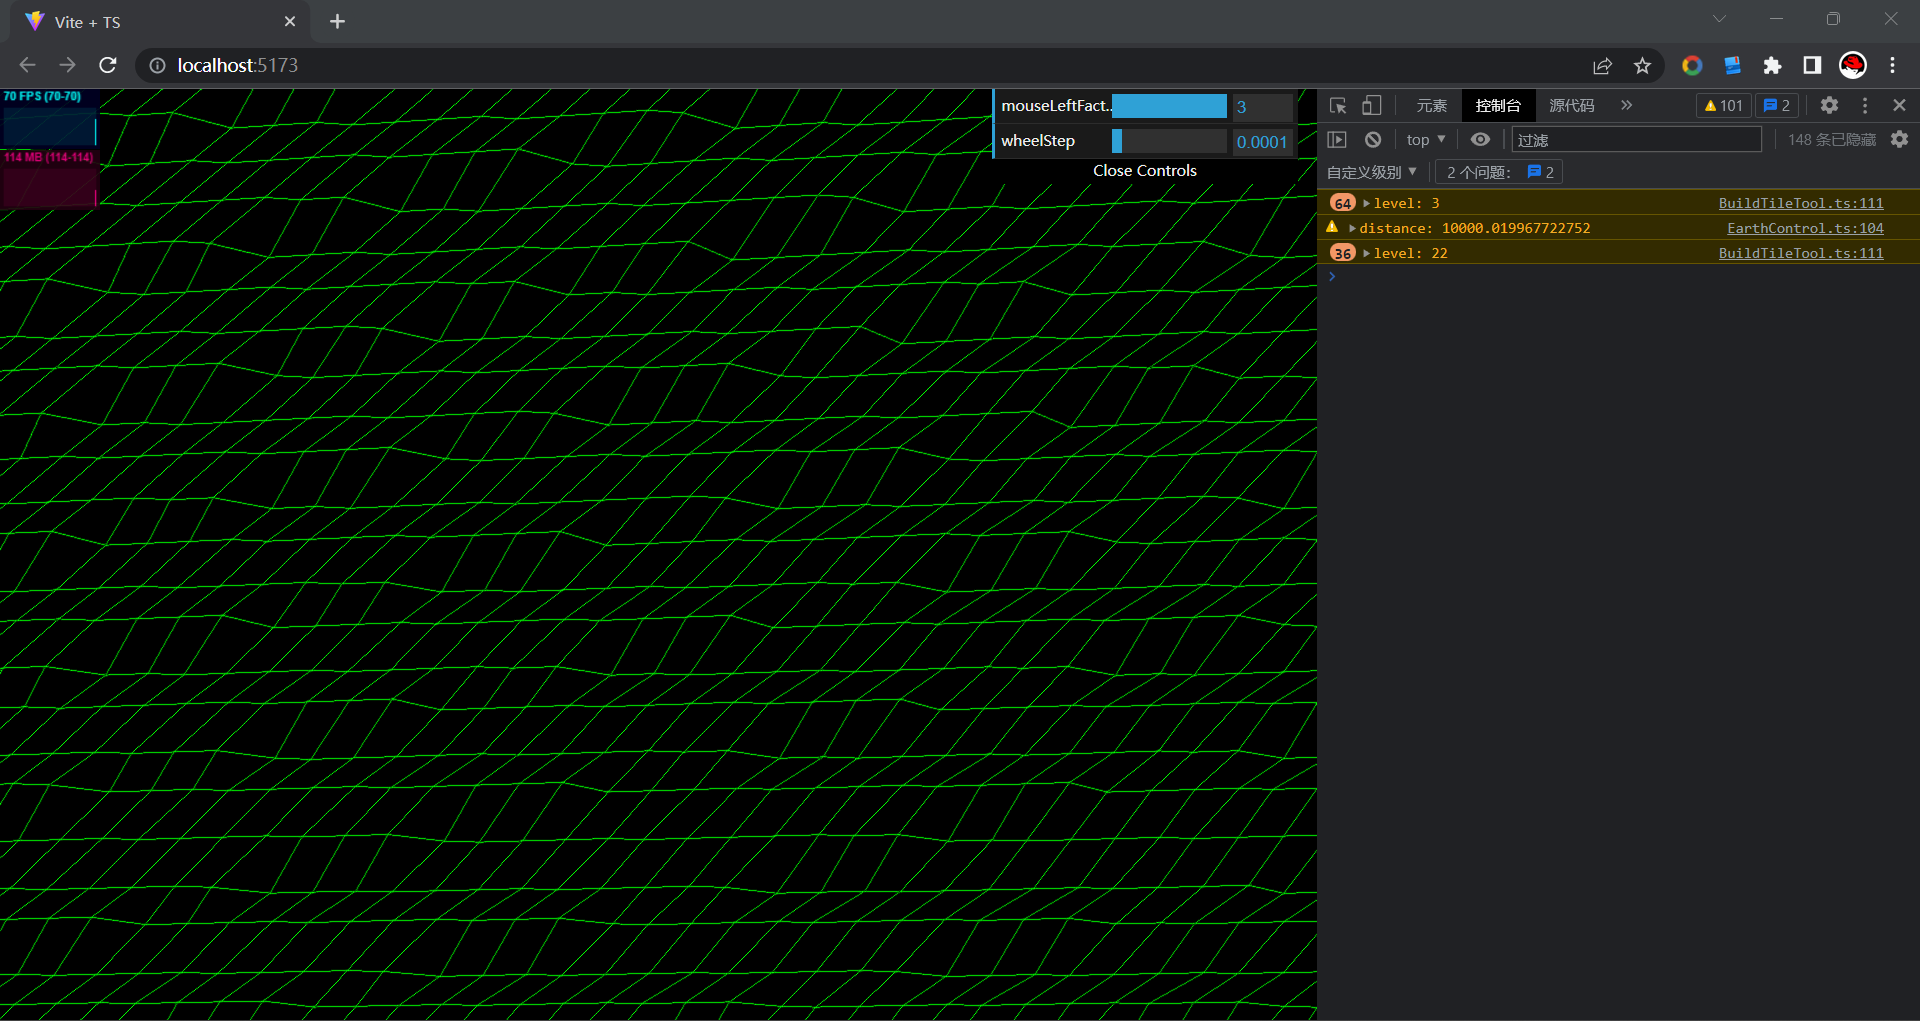 Vite + TS
localhost:5173
70 FPS (70-70)
114 MB (114-114)
mouseLeftFact..
3
wheelStep
0.0001
Close Controls
元素
控制台
源代码
»
101
2
top
过滤
148 条已隐藏
自定义级别
2 个问题:
2
64
level: 3
BuildTileTool.ts:111
distance: 10000.019967722752
EarthControl.ts:104
36
level: 22
BuildTileTool.ts:111